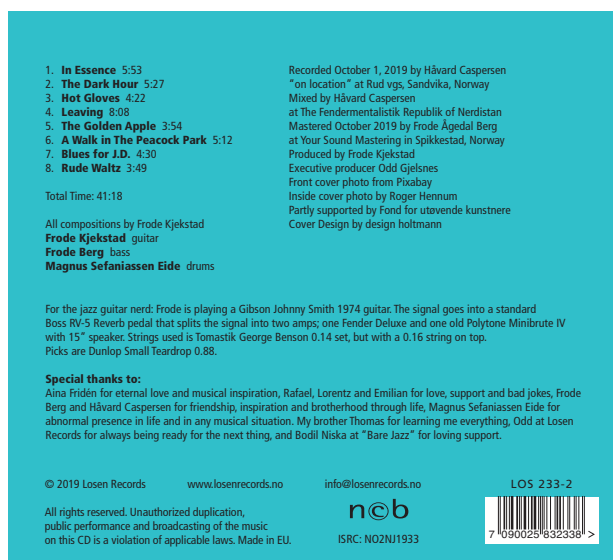 1. In Essence 5:53
2. The Dark Hour 5:27
3. Hot Gloves 4:22
4. Leaving 8:08
5. The Golden Apple 3:54
6. A Walk in The Peacock Park 5:12
7. Blues for J.D. 4:30
8. Rude Waltz 3:49
Total Time: 41:18
All compositions by Frode Kjekstad
Frode Kjekstad guitar
Frode Berg bass
Magnus Sefaniassen Eide drums
Recorded October 1, 2019 by Håvard Caspersen
“on location” at Rud vgs, Sandvika, Norway
Mixed by Håvard Caspersen
at The Fendermentalistik Republik of Nerdistan
Mastered October 2019 by Frode Ågedal Berg
at Your Sound Mastering in Spikkestad, Norway
Produced by Frode Kjekstad
Executive producer Odd Gjelsnes
Front cover photo from Pixabay
Inside cover photo by Roger Hennum
Partly supported by Fond for utøvende kunstnere
Cover Design by design holtmann
For the jazz guitar nerd: Frode is playing a Gibson Johnny Smith 1974 guitar. The signal goes into a standard
Boss RV-5 Reverb pedal that splits the signal into two amps; one Fender Deluxe and one old Polytone Minibrute IV
with 15” speaker. Strings used is Tomastik George Benson 0.14 set, but with a 0.16 string on top.
Picks are Dunlop Small Teardrop 0.88.
Special thanks to:
Aina Fridén for eternal love and musical inspiration, Rafael, Lorentz and Emilian for love, support and bad jokes, Frode
Berg and Håvard Caspersen for friendship, inspiration and brotherhood through life, Magnus Sefaniassen Eide for
abnormal presence in life and in any musical situation. My brother Thomas for learning me everything, Odd at Losen
Records for always being ready for the next thing, and Bodil Niska at “Bare Jazz” for loving support.
© 2019 Losen Records www.losenrecords.no info@losenrecords.no LOS 233-2
All rights reserved. Unauthorized duplication,
public performance and broadcasting of the music
on this CD is a violation of applicable laws. Made in EU.
n©b
ISRC: NO2NJ1933
7 090025 832338 >